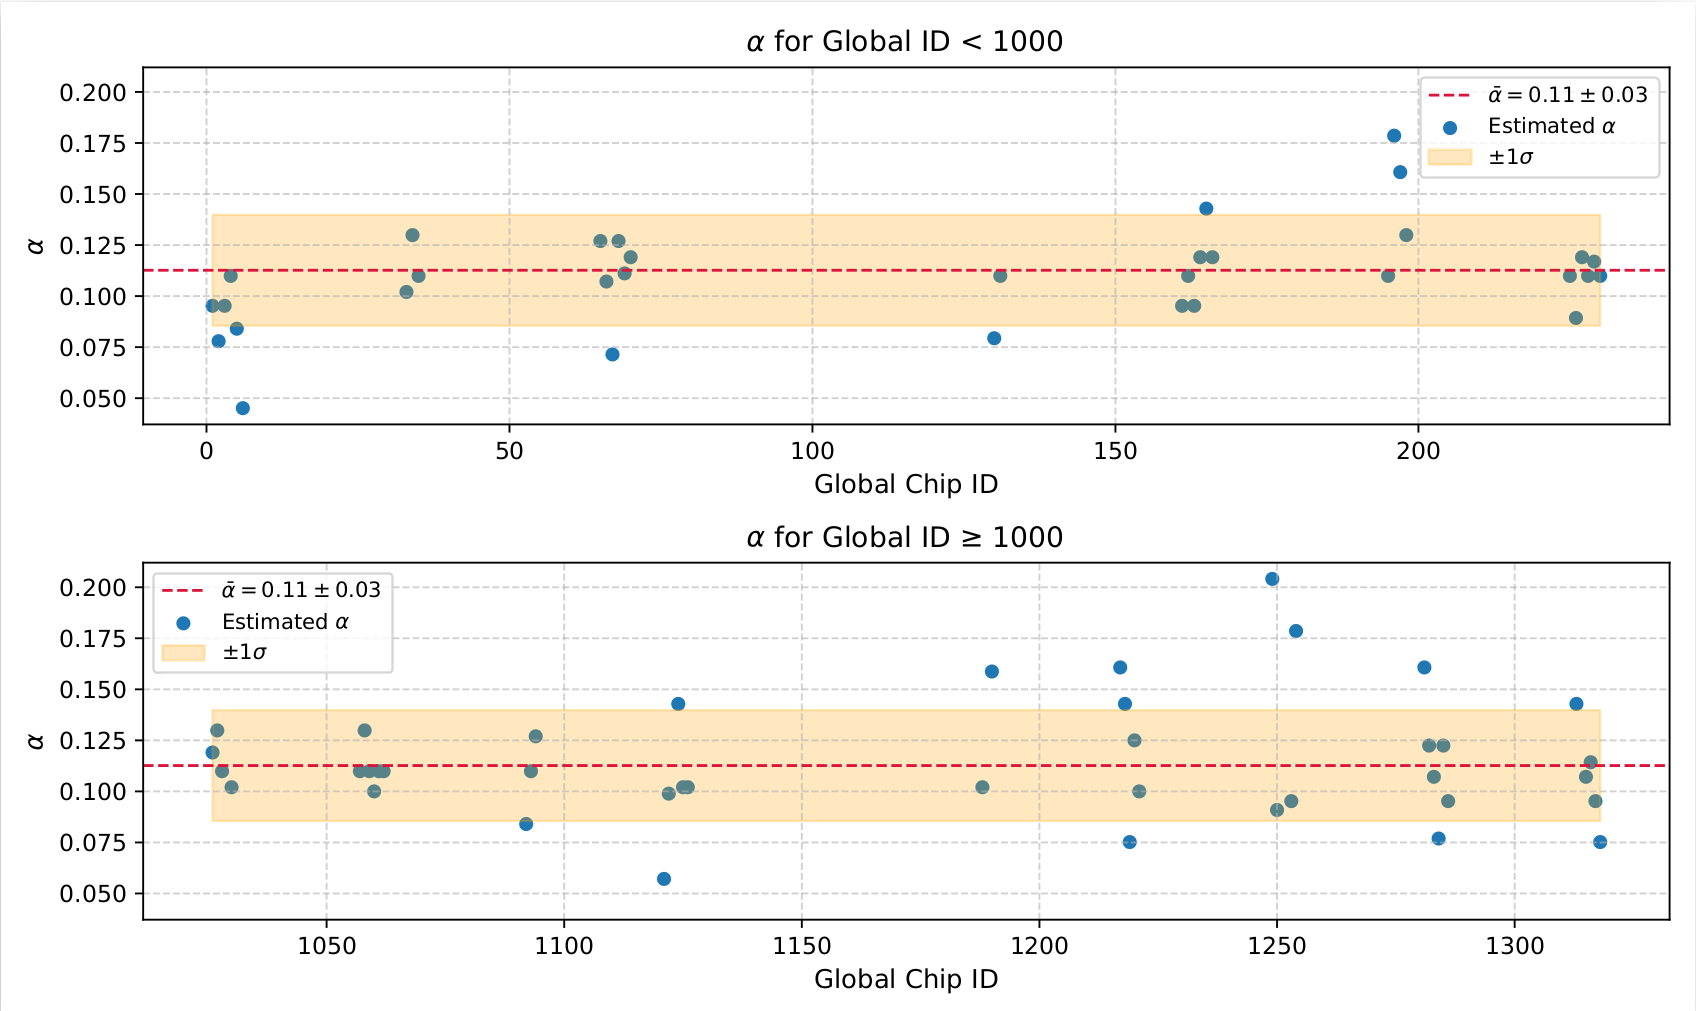 α for Global ID < 1000
0.200
0.175
0.150
0.125
0.100
0.075
0.050
α
ᾱ = 0.11 ± 0.03
Estimated α
±1σ
0 50 100 150 200
Global Chip ID
α for Global ID ≥ 1000
0.200
0.175
0.150
0.125
0.100
0.075
0.050
α
ᾱ = 0.11 ± 0.03
Estimated α
±1σ
1050 1100 1150 1200 1250 1300
Global Chip ID